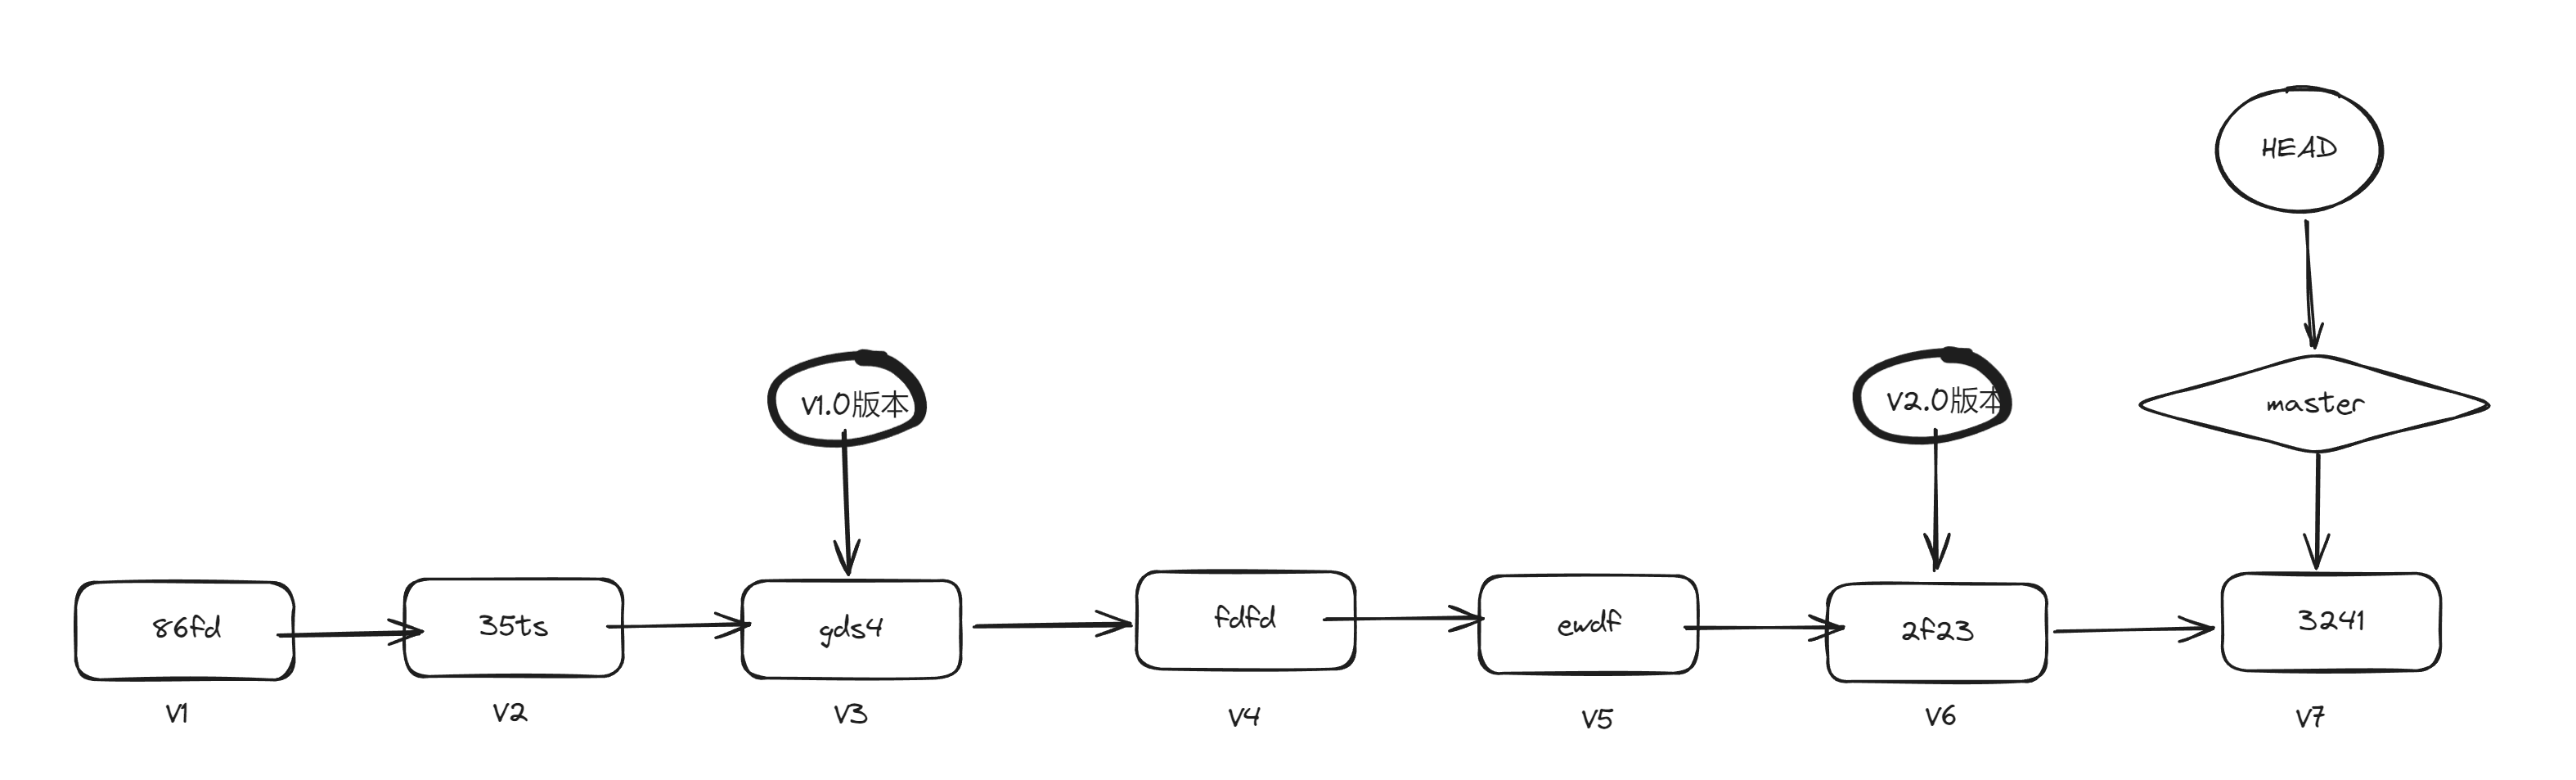 HEAD
V1.0版本
V2.0版本
master
86fd
35ts
gds4
fdfd
ewdf
2f23
3241
V1
V2
V3
V4
V5
V6
V7